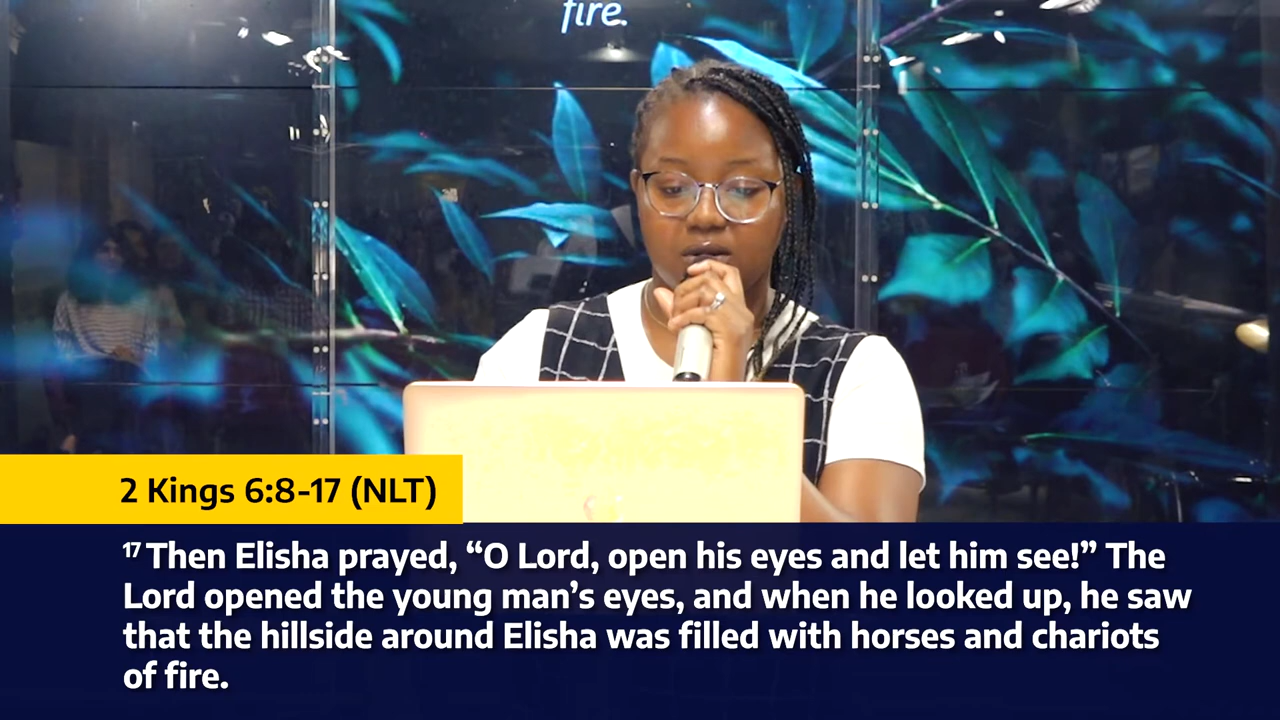 fire.
2 Kings 6:8-17 (NLT)
17 Then Elisha prayed, “O Lord, open his eyes and let him see!” The
Lord opened the young man’s eyes, and when he looked up, he saw
that the hillside around Elisha was filled with horses and chariots
of fire.